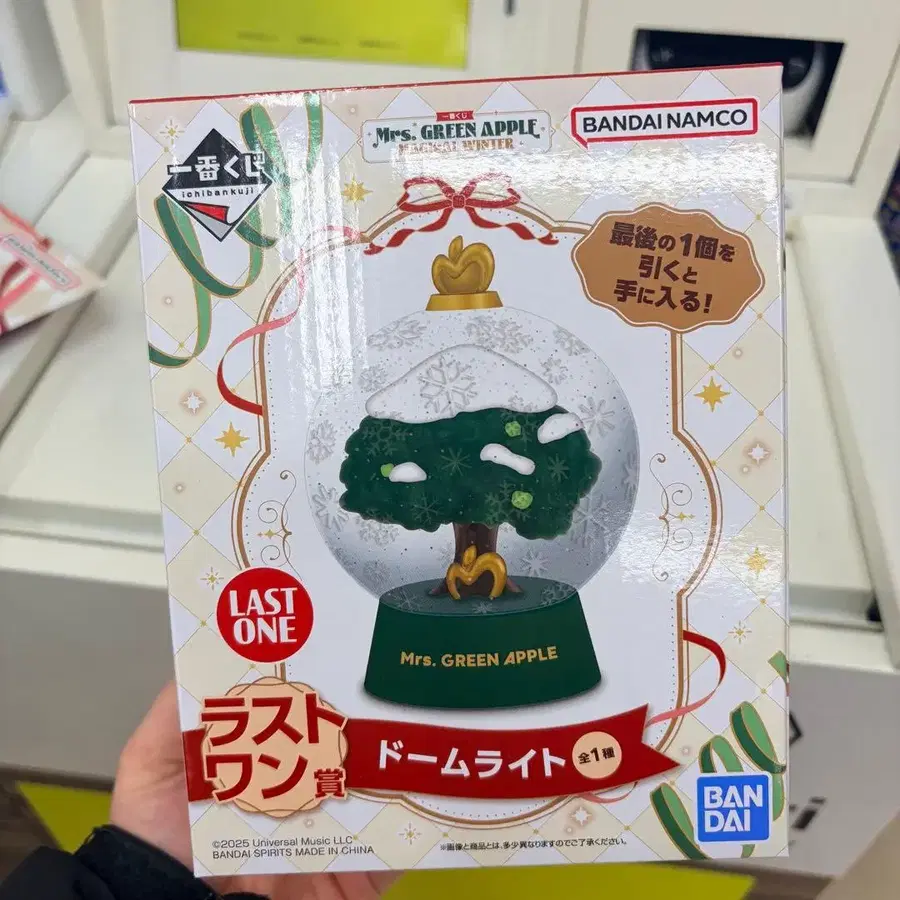 一番くじ
ichibankuji
一番くじ
Mrs. GREEN APPLE
MAGICAL WINTER
BANDAI NAMCO
最後の1個を
引くと
手に入る!
Mrs. GREEN APPLE
LAST
ONE
ラスト
ワン賞
ドームライト
全1種
BAN
DAI
©2025 Universal Music LLC
BANDAI SPIRITS MADE IN CHINA
※画像と商品とは、多少異なりますのでご了承ください。